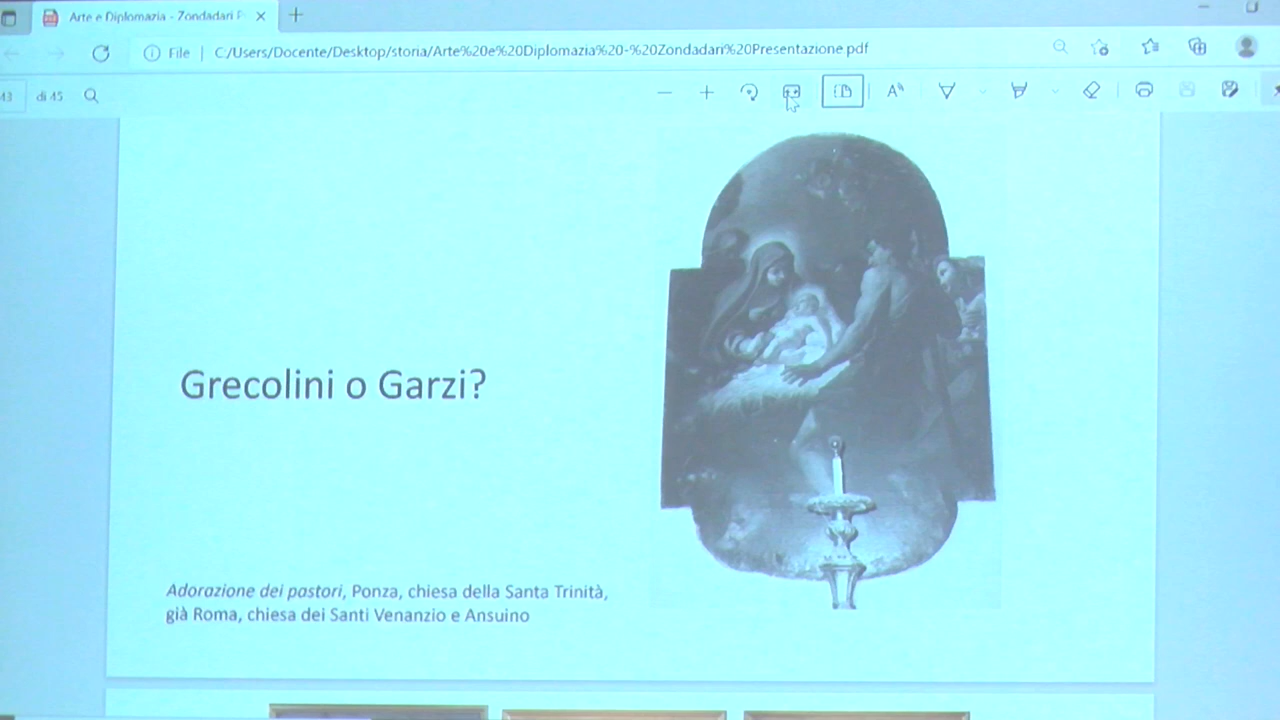 Arte e Diplomazia - Zondadari P
File | C:/Users/Docente/Desktop/storia/Arte%20e%20Diplomazia%20-%20Zondadari%20Presentazione.pdf
43 di 45
Grecolini o Garzi?
Adorazione dei pastori, Ponza, chiesa della Santa Trinità,
già Roma, chiesa dei Santi Venanzio e Ansuino